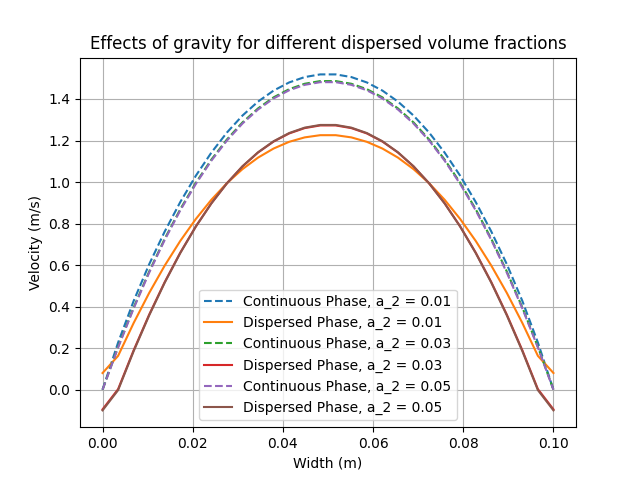 Effects of gravity for different dispersed volume fractions
Velocity (m/s)
1.4
1.2
1.0
0.8
0.6
0.4
0.2
0.0
Continuous Phase, a_2 = 0.01
Dispersed Phase, a_2 = 0.01
Continuous Phase, a_2 = 0.03
Dispersed Phase, a_2 = 0.03
Continuous Phase, a_2 = 0.05
Dispersed Phase, a_2 = 0.05
0.00 0.02 0.04 0.06 0.08 0.10
Width (m)